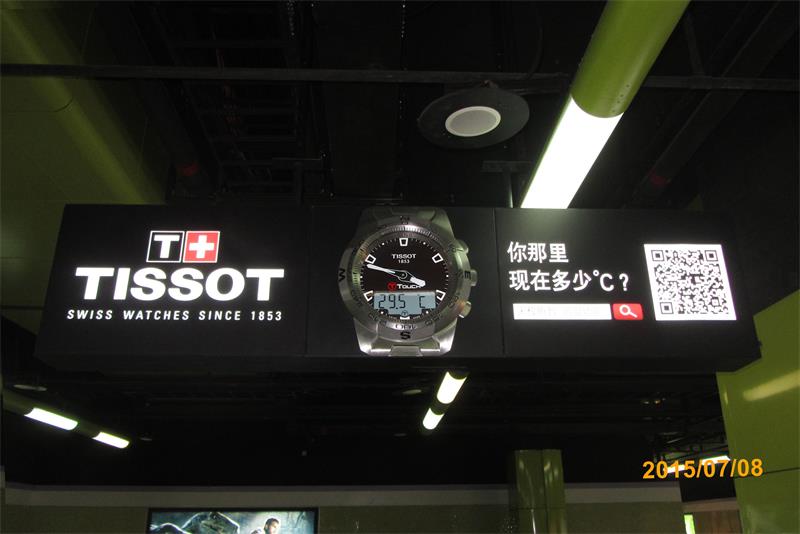 T+
TISSOT
SWISS WATCHES SINCE 1853
TISSOT
1853
T-TOUCH
29.5 °C
N
W
S
你那里
现在多少℃？
2015/07/08